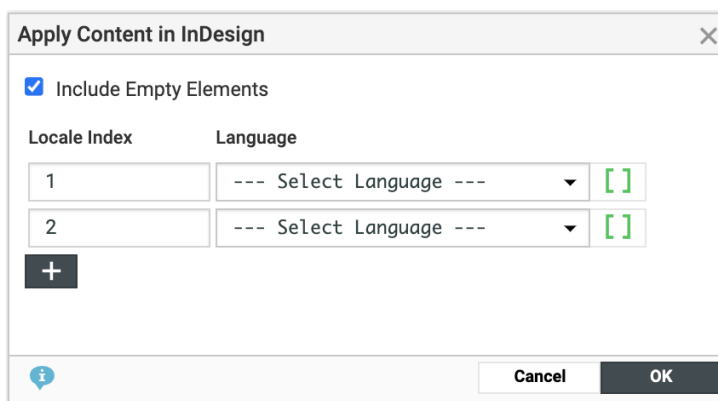 Apply Content in InDesign
Include Empty Elements
Locale Index Language
1 --- Select Language --- [ ]
2 --- Select Language --- [ ]
+
i Cancel OK